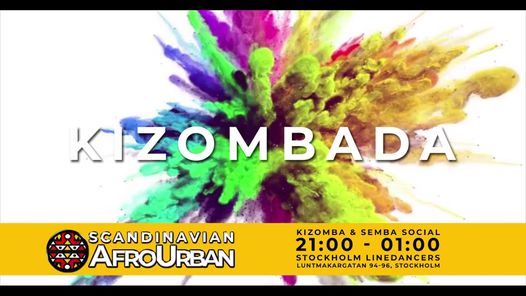 KIZOMBADA
SCANDINAVIAN
AFROURBAN
KIZOMBA & SEMBA SOCIAL
21:00 - 01:00
STOCKHOLM LINEDANCERS
LUNTMAKARGATAN 94-96, STOCKHOLM